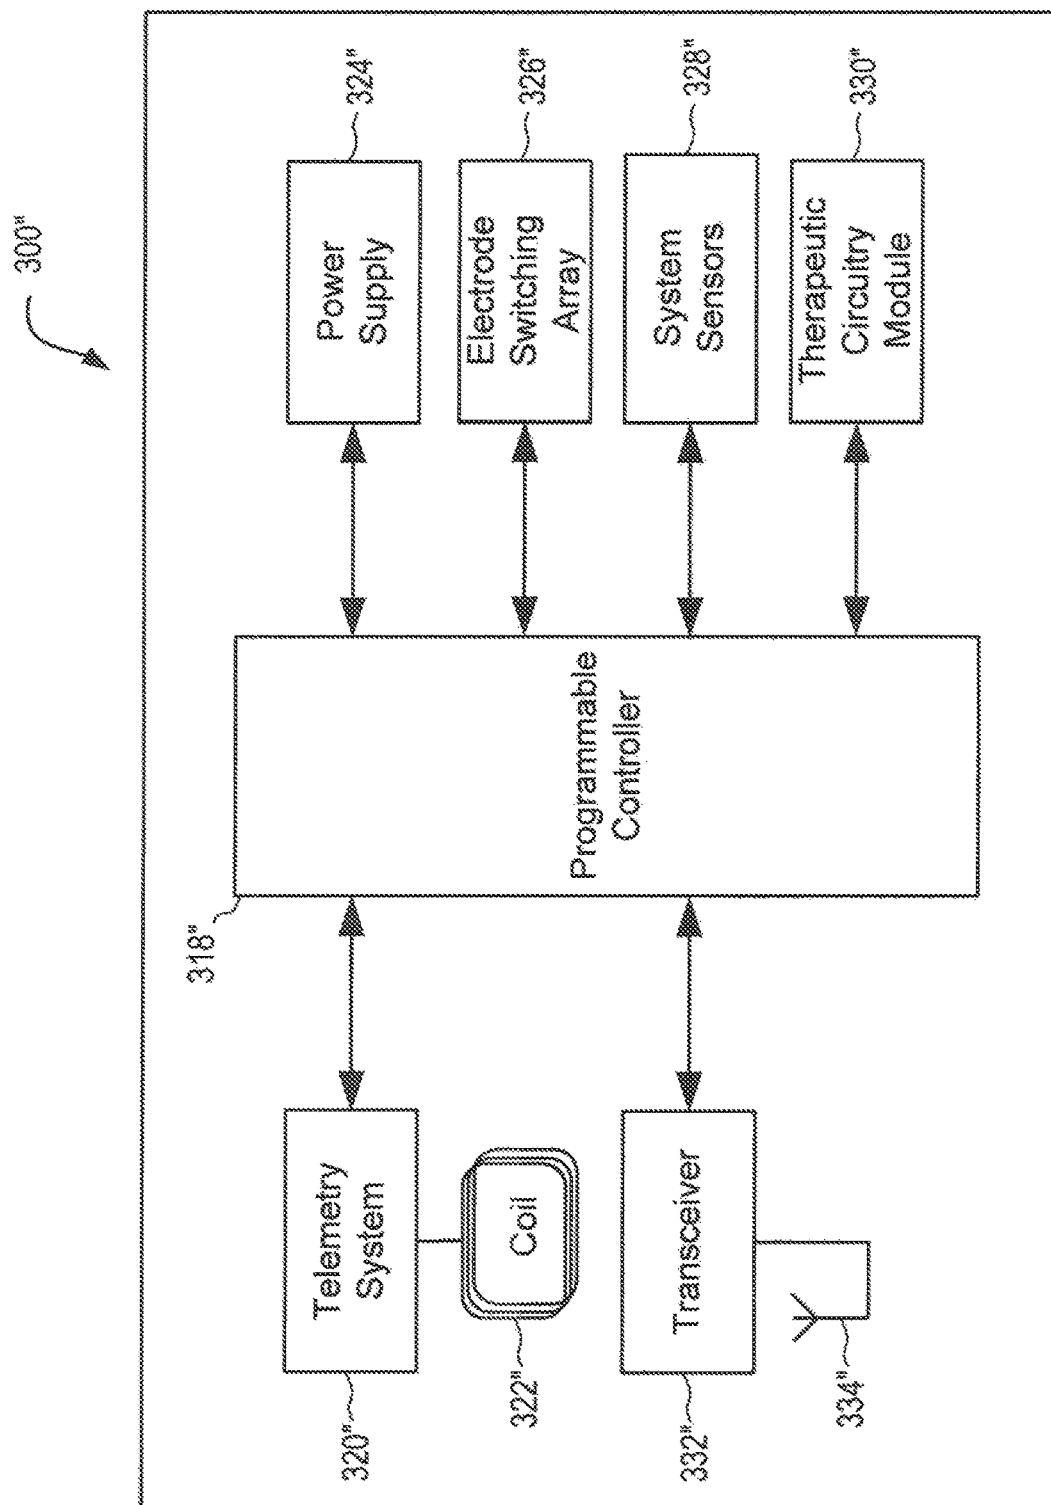 300"
320"
Telemetry
System
318"
Power
Supply
324"
322"
Coil
Electrode
Switching
Array
326"
Programmable
Controller
332"
Transceiver
System
Sensors
328"
334"
Therapeutic
Circuitry
Module
330"